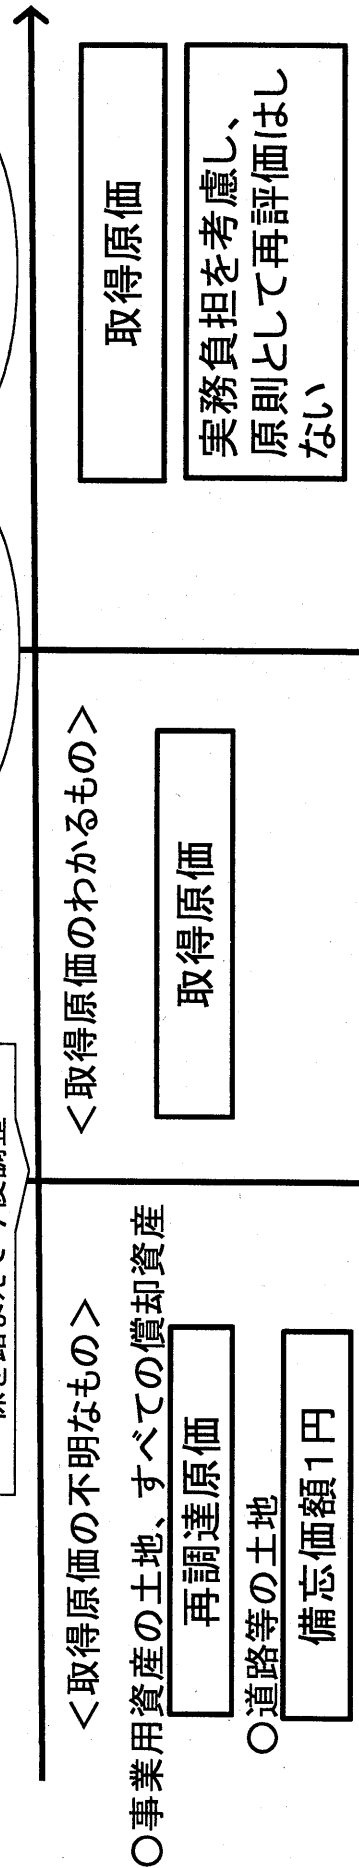 ＜取得原価の不明なもの＞
○事業用資産の土地、すべての償却資産
再調達原価
○道路等の土地
備忘価額1円
＜取得原価のわかるもの＞
取得原価
取得原価
実務負担を考慮し、
原則として再評価はし
ない